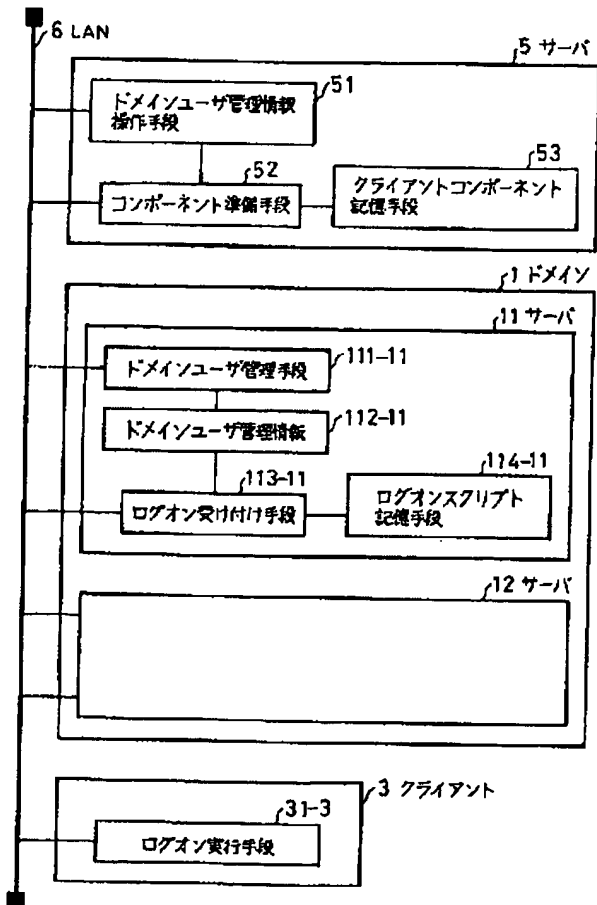 6 LAN
5 サーバ
51
ドメインユーザ管理情報
操作手段
52
コンポーネント準備手段
53
クライアントコンポーネント
記憶手段
1 ドメイン
11 サーバ
111-11
ドメインユーザ管理手段
112-11
ドメインユーザ管理情報
113-11
ログオン受け付け手段
114-11
ログオンスクリプト
記憶手段
12 サーバ
3 クライアント
31-3
ログオン実行手段